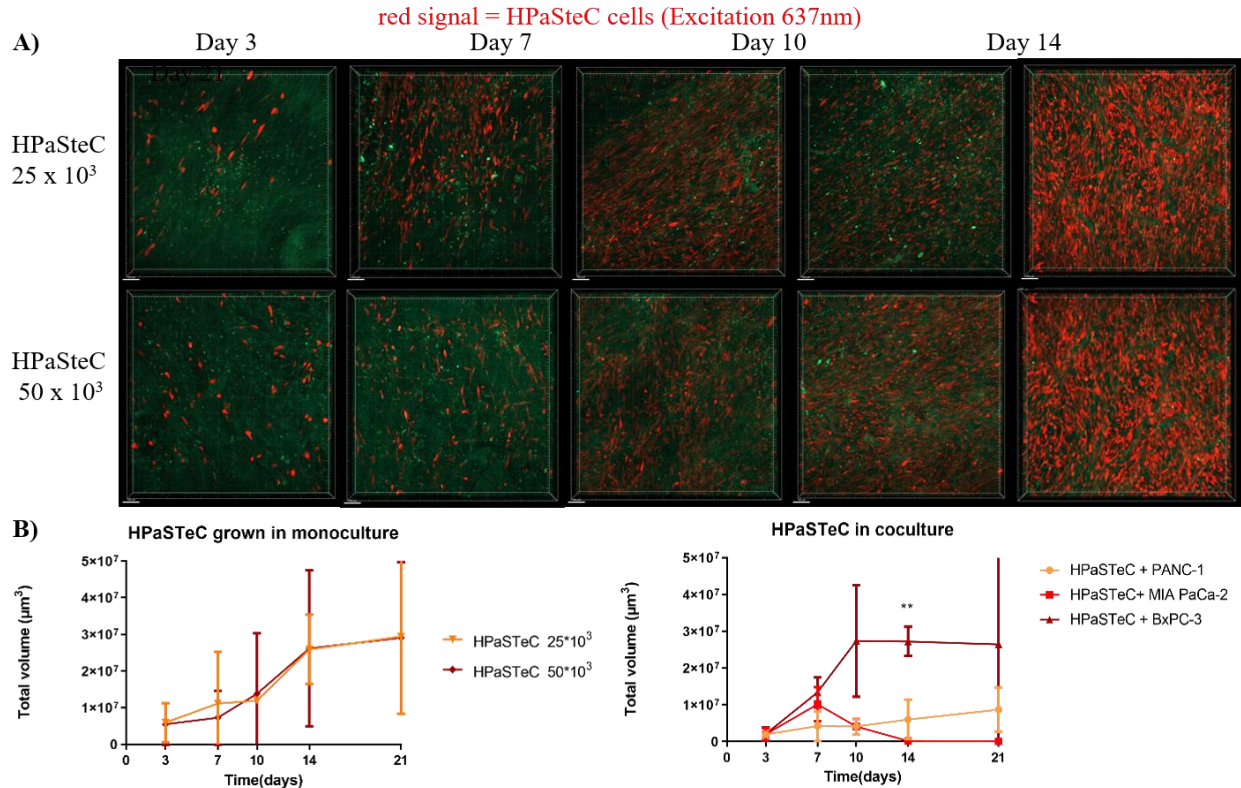 red signal = HPaSteC cells (Excitation 637nm)
A)
Day 3 Day 7 Day 10 Day 14
Day 21
HPaSteC
25 x 10³
HPaSteC
50 x 10³
B)
HPaSTeC grown in monoculture
Total volume (µm³)
5×10⁷
4×10⁷
3×10⁷
2×10⁷
1×10⁷
0
0 3 7 10 14 21
Time(days)
HPaSTeC 25*10³
HPaSTeC 50*10³
HPaSTeC in coculture
Total volume (µm³)
5×10⁷
4×10⁷
3×10⁷
2×10⁷
1×10⁷
0
**
0 3 7 10 14 21
Time(days)
HPaSTeC + PANC-1
HPaSTeC+ MIA PaCa-2
HPaSTeC + BxPC-3